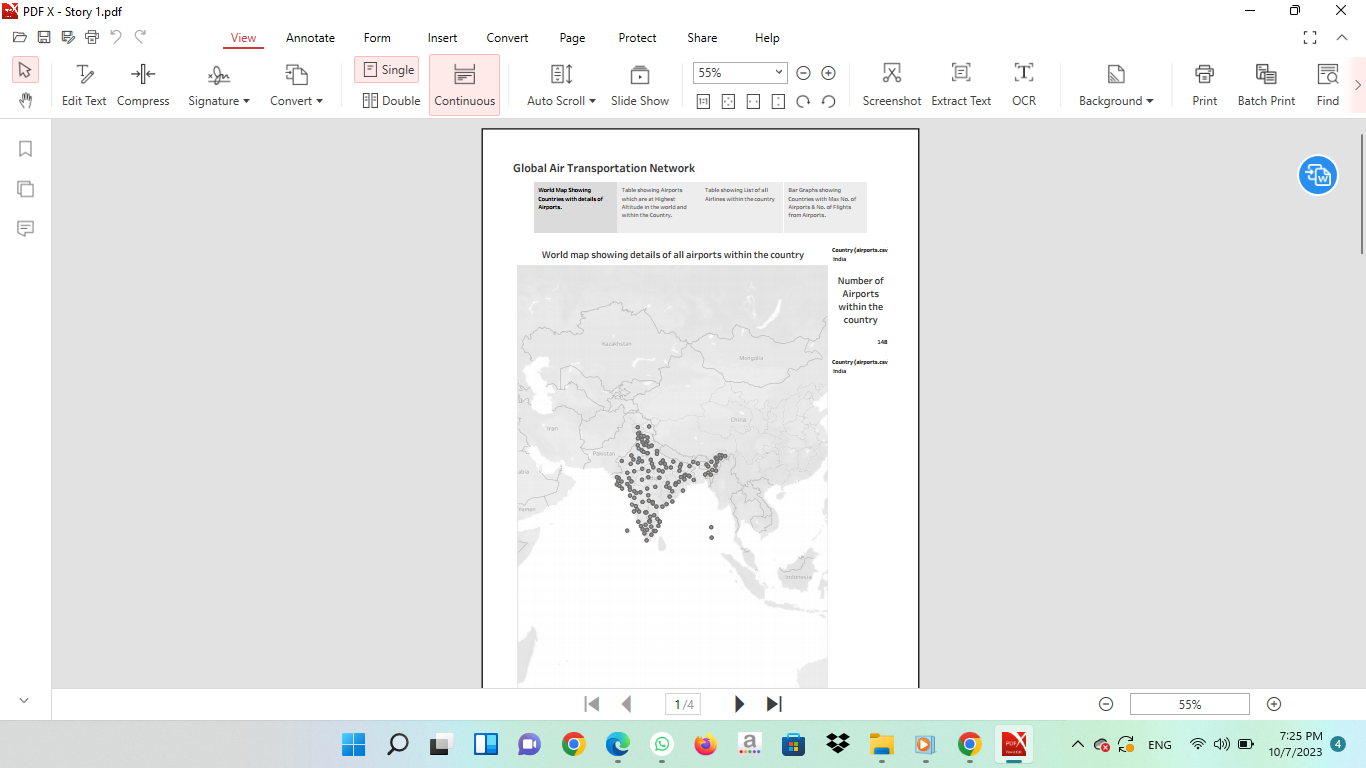 PDF X - Story 1.pdf
View Annotate Form Insert Convert Page Protect Share Help
Edit Text Compress Signature Convert Single Double Continuous Auto Scroll Slide Show 55% Screenshot Extract Text OCR Background Print Batch Print Find
Global Air Transportation Network
World Map Showing
Countries with details of
Airports.
Table showing Airports
which are at Highest
Altitude in the world and
within the Country.
Table showing List of all
Airlines within the country
Bar Graphs showing
Countries with Max No. of
Airports & No. of Flights
from Airports.
World map showing details of all airports within the country
Country (airports.csv
India
Number of
Airports
within the
country
148
Country (airports.csv
India
Kazakhstan
Mongolia
China
Iran
Pakistan
Yemen
Indonesia
1 /4
55%
ENG
7:25 PM
10/7/2023
4